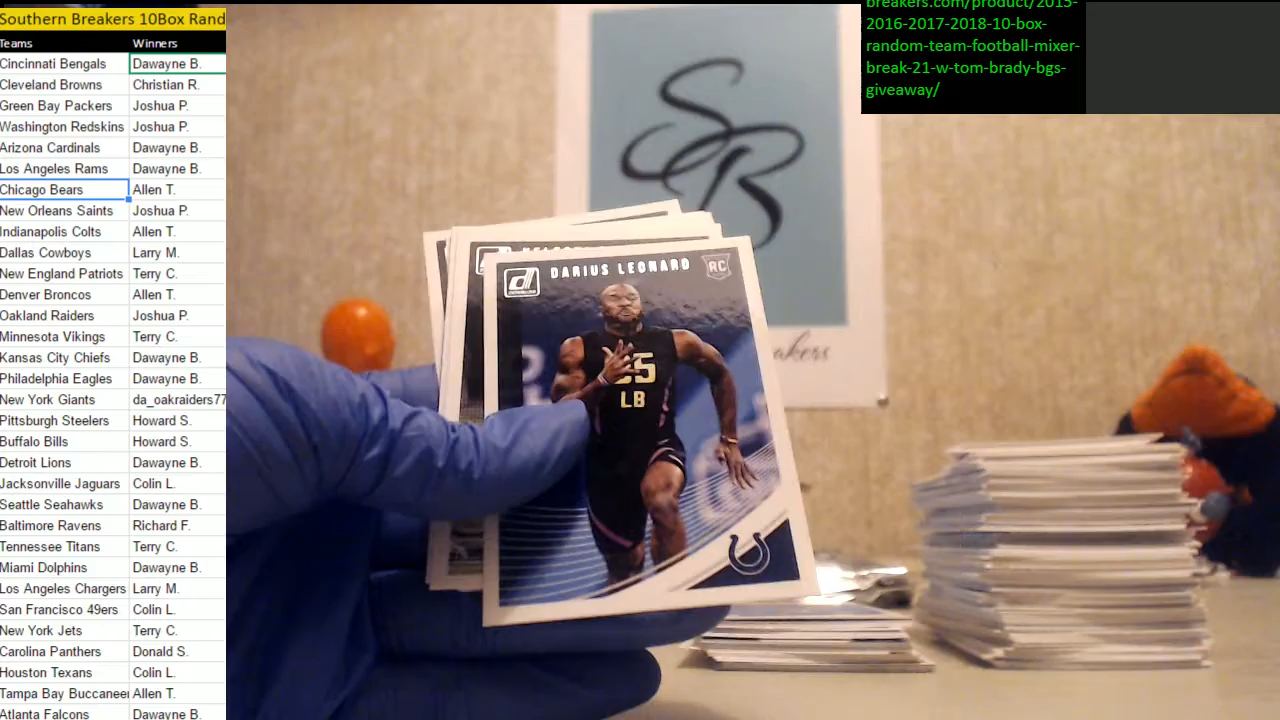 Southern Breakers 10Box Rand
Teams Winners
Cincinnati Bengals Dawayne B.
Cleveland Browns Christian R.
Green Bay Packers Joshua P.
Washington Redskins Joshua P.
Arizona Cardinals Dawayne B.
Los Angeles Rams Dawayne B.
Chicago Bears Allen T.
New Orleans Saints Joshua P.
Indianapolis Colts Allen T.
Dallas Cowboys Larry M.
New England Patriots Terry C.
Denver Broncos Allen T.
Oakland Raiders Joshua P.
Minnesota Vikings Terry C.
Kansas City Chiefs Dawayne B.
Philadelphia Eagles Dawayne B.
New York Giants da_oakraiders77
Pittsburgh Steelers Howard S.
Buffalo Bills Howard S.
Detroit Lions Dawayne B.
Jacksonville Jaguars Colin L.
Seattle Seahawks Dawayne B.
Baltimore Ravens Richard F.
Tennessee Titans Terry C.
Miami Dolphins Dawayne B.
Los Angeles Chargers Larry M.
San Francisco 49ers Colin L.
New York Jets Terry C.
Carolina Panthers Donald S.
Houston Texans Colin L.
Tampa Bay Buccaneer Allen T.
Atlanta Falcons Dawayne B.
breakers.com/product/2015-
2016-2017-2018-10-box-
random-team-football-mixer-
break-21-w-tom-brady-bgs-
giveaway/
SB
akers
d
DARIUS LEONARD
RC
LB